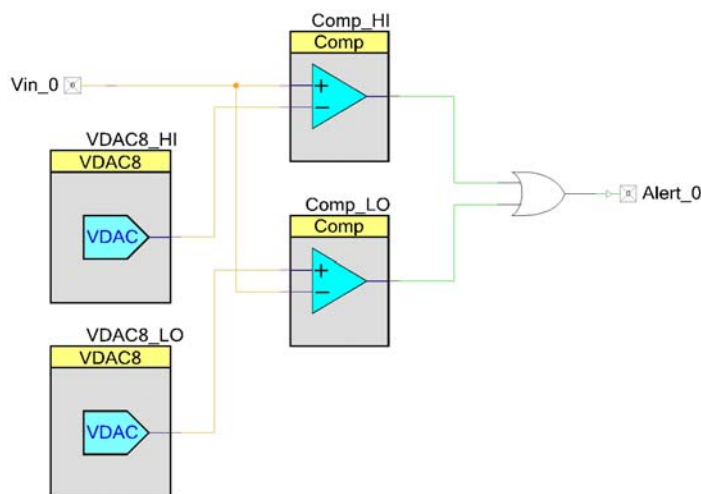 Comp_HI
Comp
Vin_0
+
−
VDAC8_HI
VDAC8
VDAC
Alert_0
Comp_LO
Comp
+
−
VDAC8_LO
VDAC8
VDAC